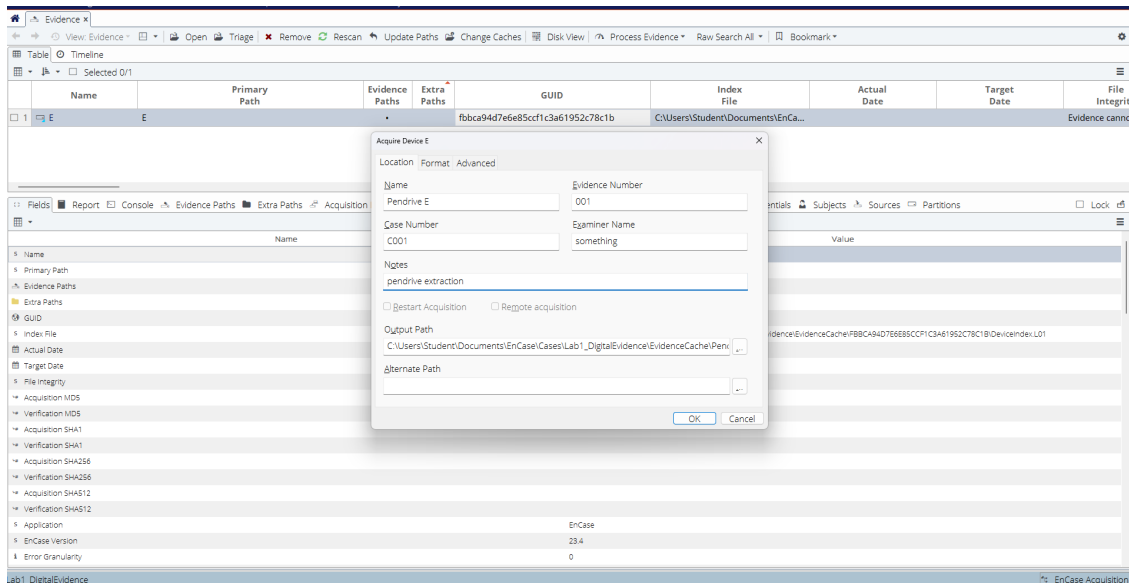 Evidence x
View: Evidence Open Triage Remove Rescan Update Paths Change Caches Disk View Process Evidence Raw Search All Bookmark
Table Timeline
Selected 0/1
Name Primary Path Evidence Paths Extra Paths GUID Index File Actual Date Target Date File
1 E E • fbbca94d7e6e85ccf1c3a61952c78c1b C:\Users\Student\Documents\EnCa... Evidence
Acquire Device E
Location Format Advanced
Name Evidence Number
Pendrive E 001
Case Number Examiner Name
C001 something
Notes
pendrive extraction
Restart Acquisition Remote acquisition
Output Path
C:\Users\Student\Documents\EnCase\Cases\Lab1_DigitalEvidence\EvidenceCache\Pen
...
Alternate Path
...
OK Cancel
Fields Report Console Evidence Paths Extra Paths Acquisition Subjects Sources Partitions Lock
Name Value
Name
Primary Path
Evidence Paths
Extra Paths
GUID
Index File idence\EvidenceCache\FBBCA94D7E6E85CCF1C3A61952C78C1B\DeviceIndex.L01
Actual Date
Target Date
File Integrity
Acquisition MD5
Verification MD5
Acquisition SHA1
Verification SHA1
Acquisition SHA256
Verification SHA256
Acquisition SHA512
Verification SHA512
Application EnCase
EnCase Version 23.4
Error Granularity 0
Lab1_DigitalEvidence EnCase Acquisition